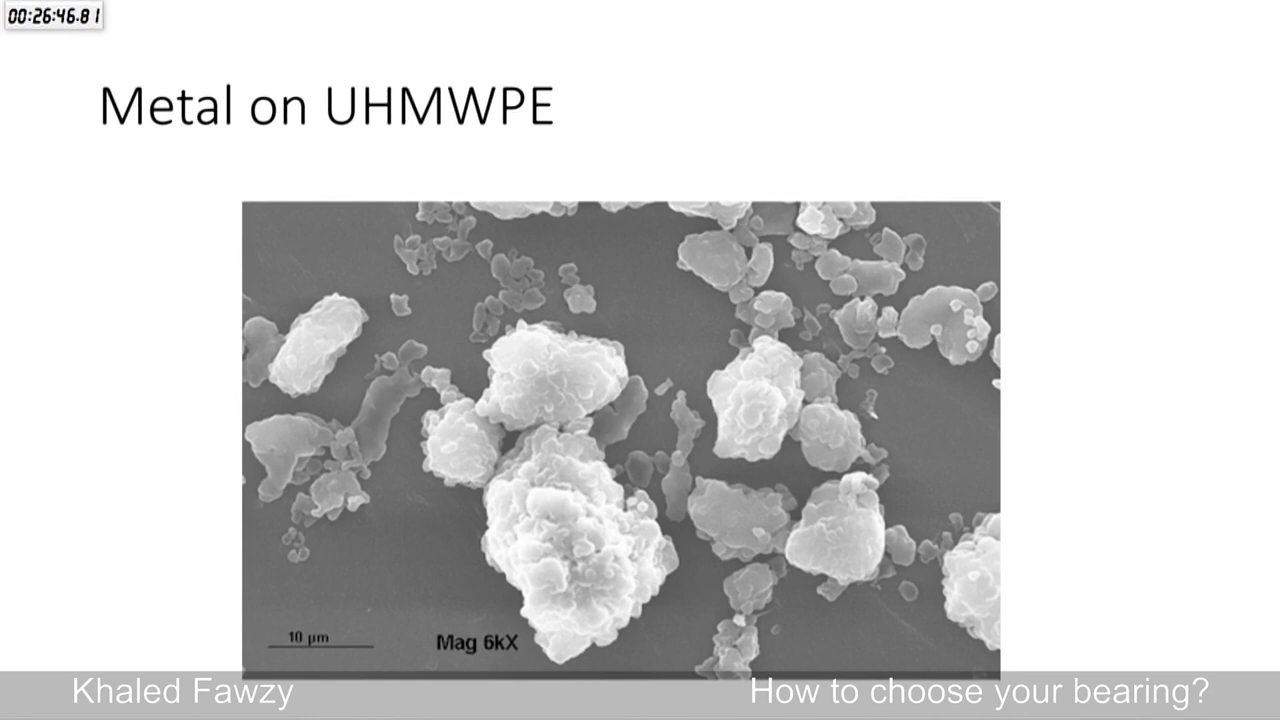 00:26:46.81
Metal on UHMWPE
10 µm
Mag 6kX
Khaled Fawzy
How to choose your bearing?